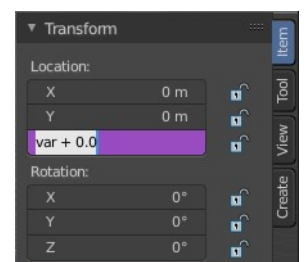 Transform
Location:
X 0 m
Y 0 m
var + 0.0
Rotation:
X 0°
Y 0°
Z 0°
Item
Tool
View
Create